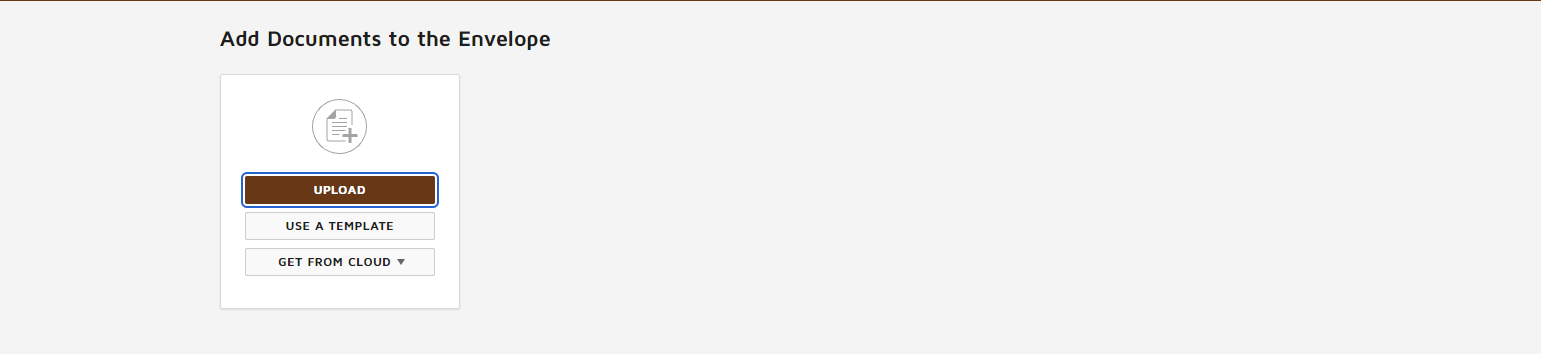 Add Documents to the Envelope
UPLOAD
USE A TEMPLATE
GET FROM CLOUD